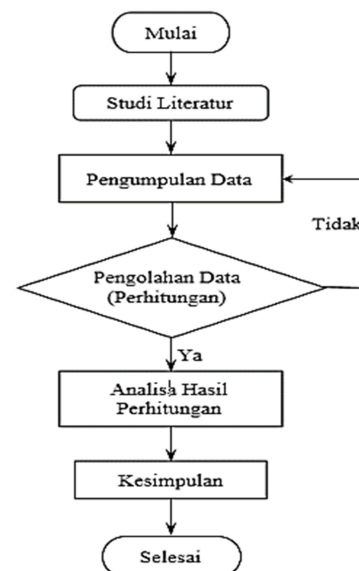 Mulai
Studi Literatur
Pengumpulan Data
Tidak
Pengolahan Data
(Perhitungan)
Ya
Analisa Hasil
Perhitungan
Kesimpulan
Selesai